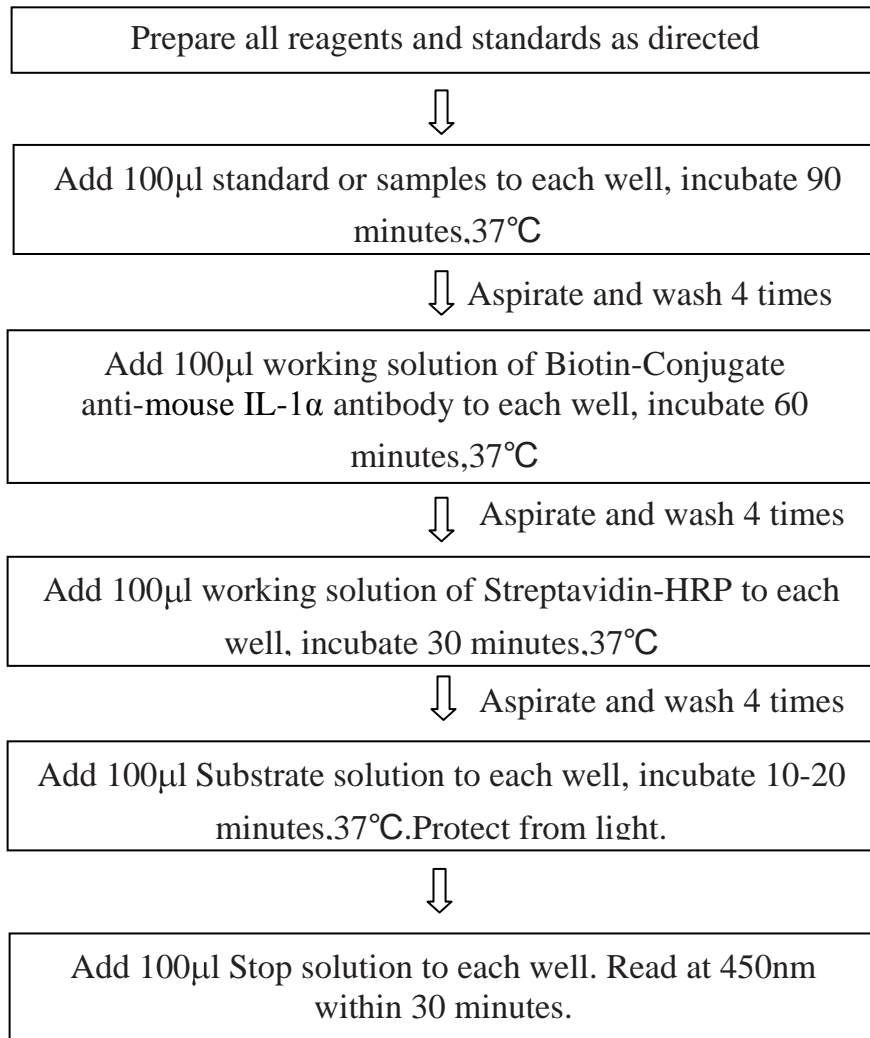 Prepare all reagents and standards as directed
Add 100μl standard or samples to each well, incubate 90
minutes,37℃
Aspirate and wash 4 times
Add 100μl working solution of Biotin-Conjugate
anti-mouse IL-1α antibody to each well, incubate 60
minutes,37℃
Aspirate and wash 4 times
Add 100μl working solution of Streptavidin-HRP to each
well, incubate 30 minutes,37℃
Aspirate and wash 4 times
Add 100μl Substrate solution to each well, incubate 10-20
minutes,37℃.Protect from light.
Add 100μl Stop solution to each well. Read at 450nm
within 30 minutes.